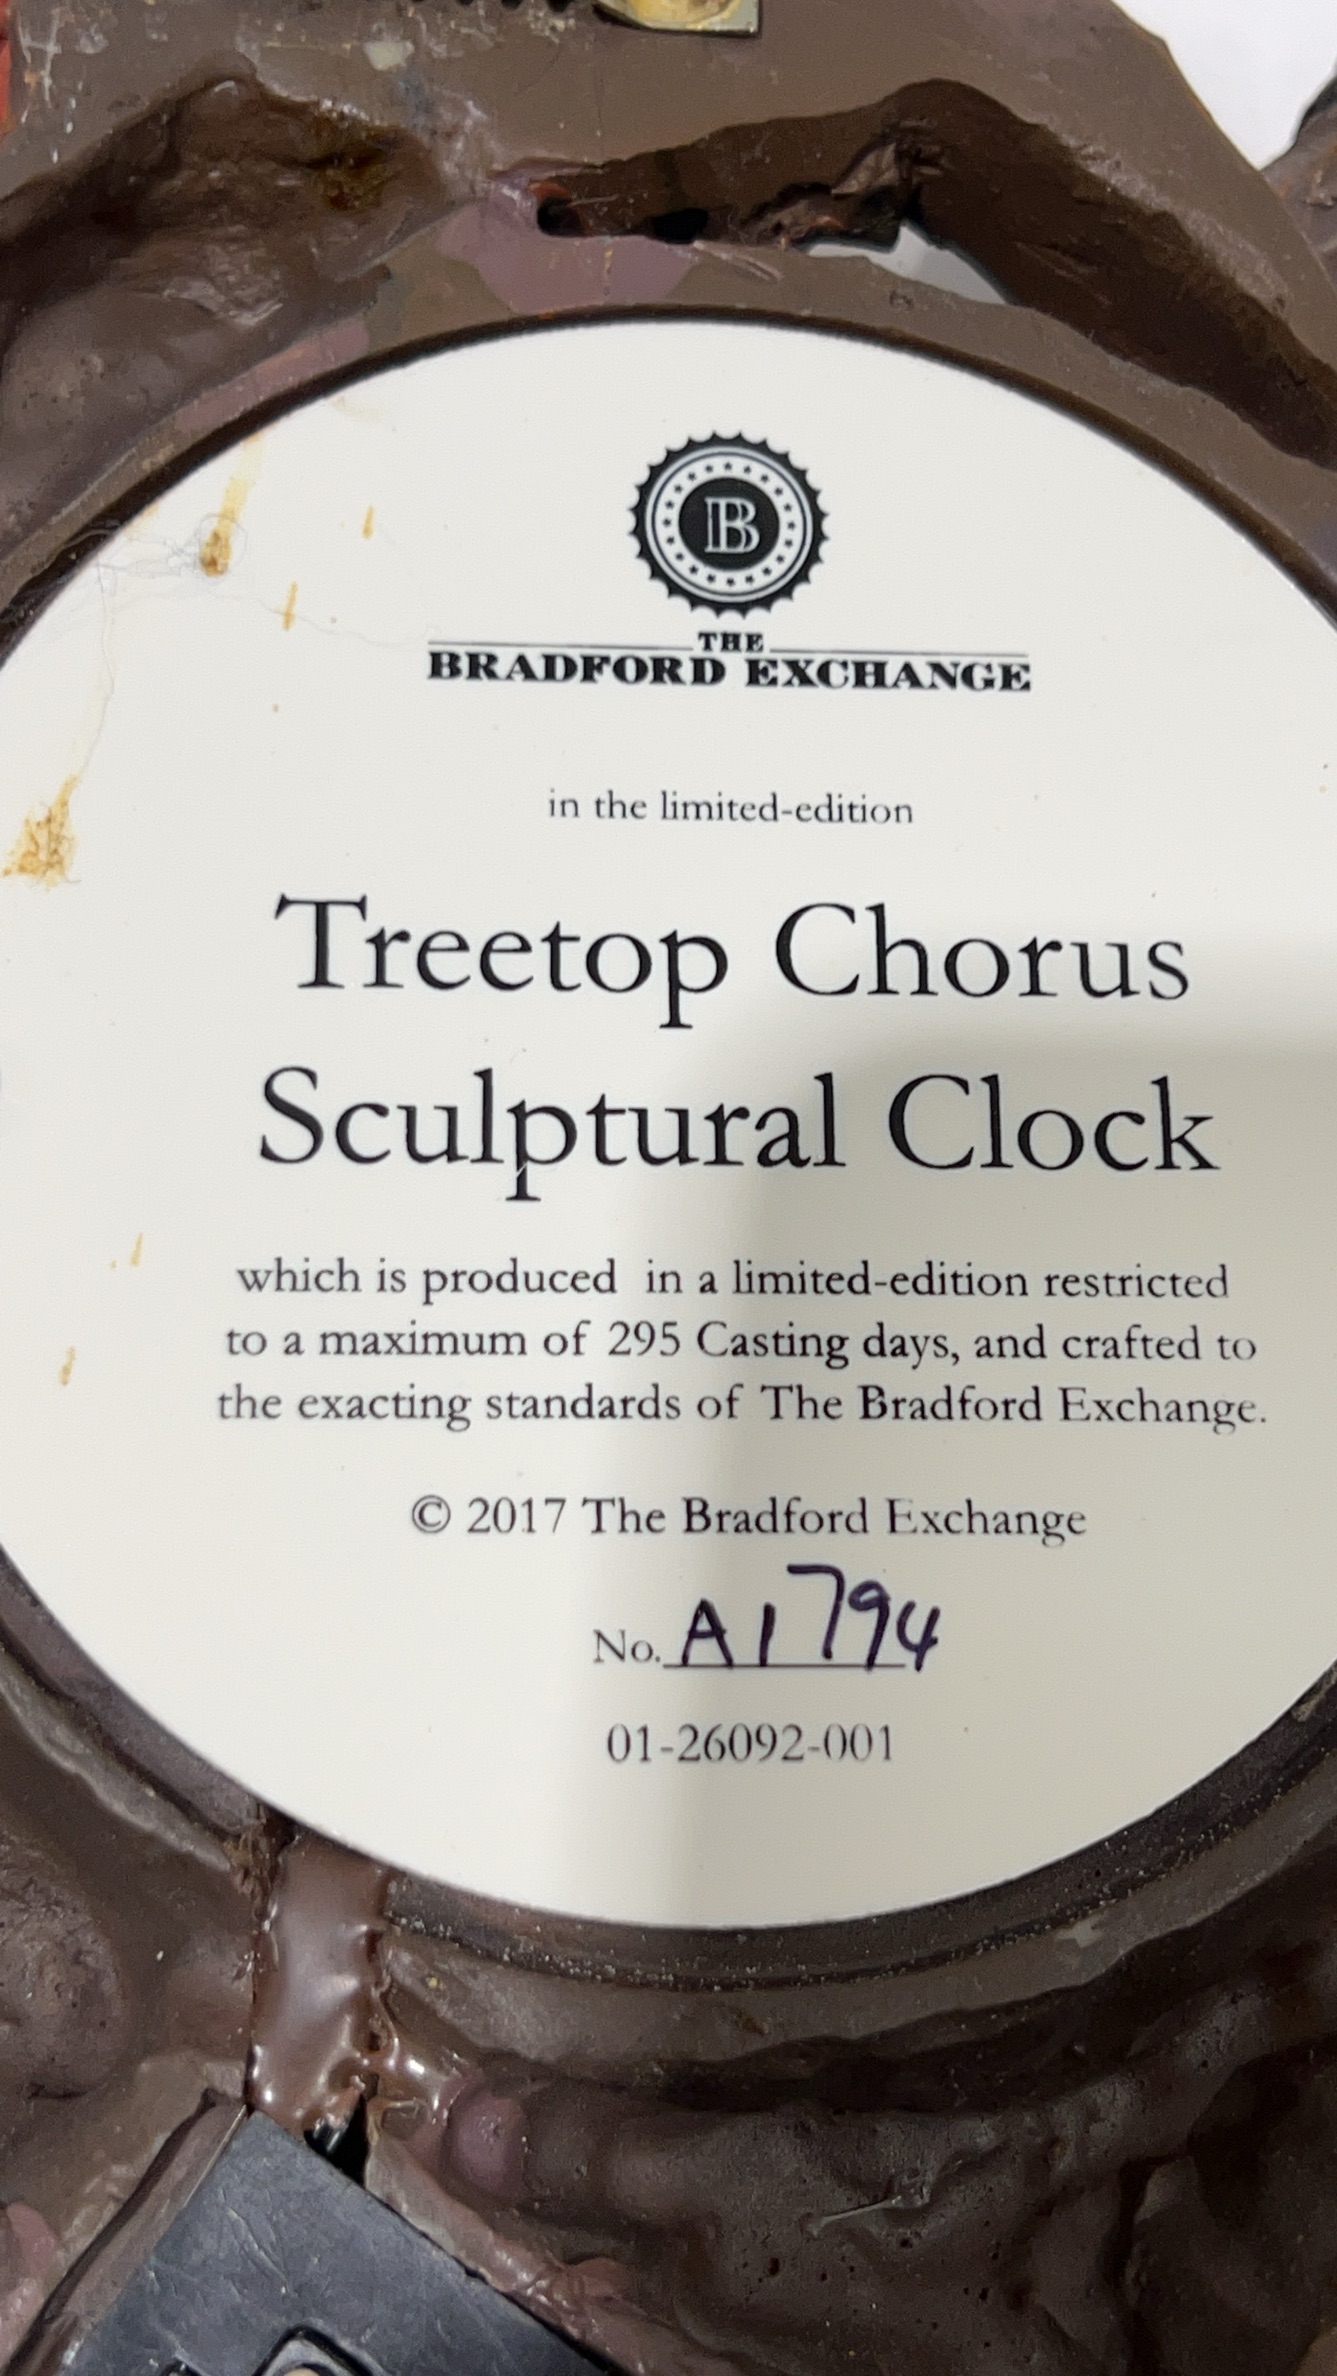 B
THE
BRADFORD EXCHANGE
in the limited-edition
Treetop Chorus
Sculptural Clock
which is produced in a limited-edition restricted
to a maximum of 295 Casting days, and crafted to
the exacting standards of The Bradford Exchange.
© 2017 The Bradford Exchange
No. A1794
01-26092-001